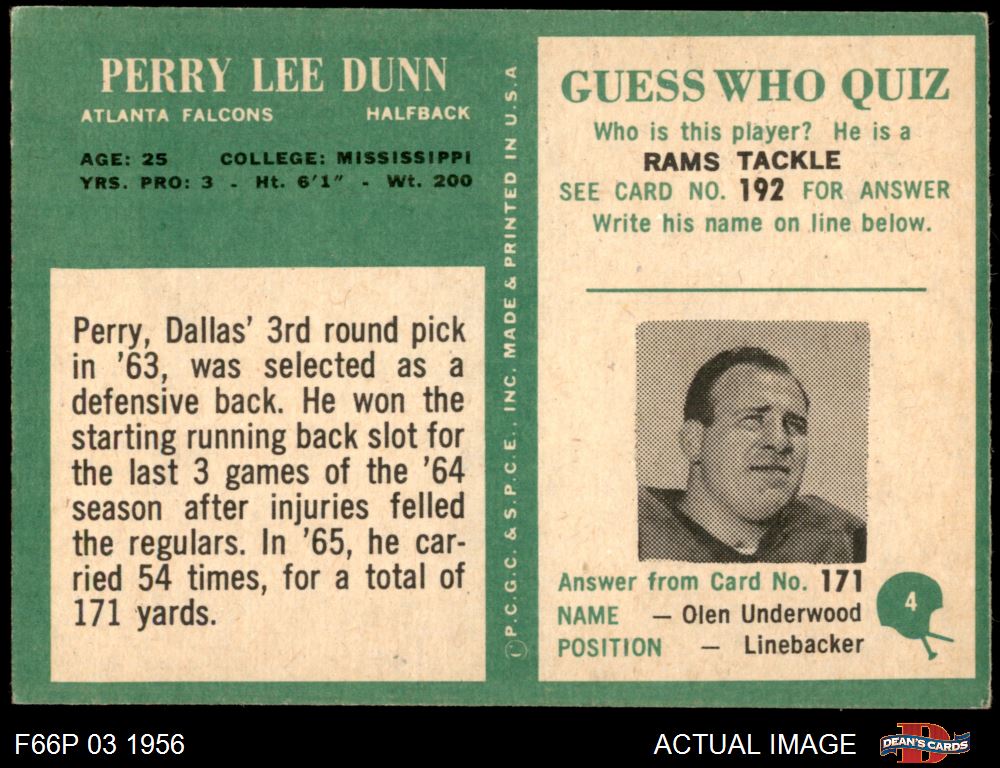 PERRY LEE DUNN
ATLANTA FALCONS HALFBACK
AGE: 25 COLLEGE: MISSISSIPPI
YRS. PRO: 3 - Ht. 6'1" - Wt. 200
Perry, Dallas' 3rd round pick
in '63, was selected as a
defensive back. He won the
starting running back slot for
the last 3 games of the '64
season after injuries felled
the regulars. In '65, he car-
ried 54 times, for a total of
171 yards.
© P.C.G.C. & S.P.C.E., INC. MADE & PRINTED IN U.S.A
GUESS WHO QUIZ
Who is this player? He is a
RAMS TACKLE
SEE CARD NO. 192 FOR ANSWER
Write his name on line below.
Answer from Card No. 171
NAME — Olen Underwood
POSITION — Linebacker
4
F66P 03 1956
ACTUAL IMAGE
DEAN'S CARDS